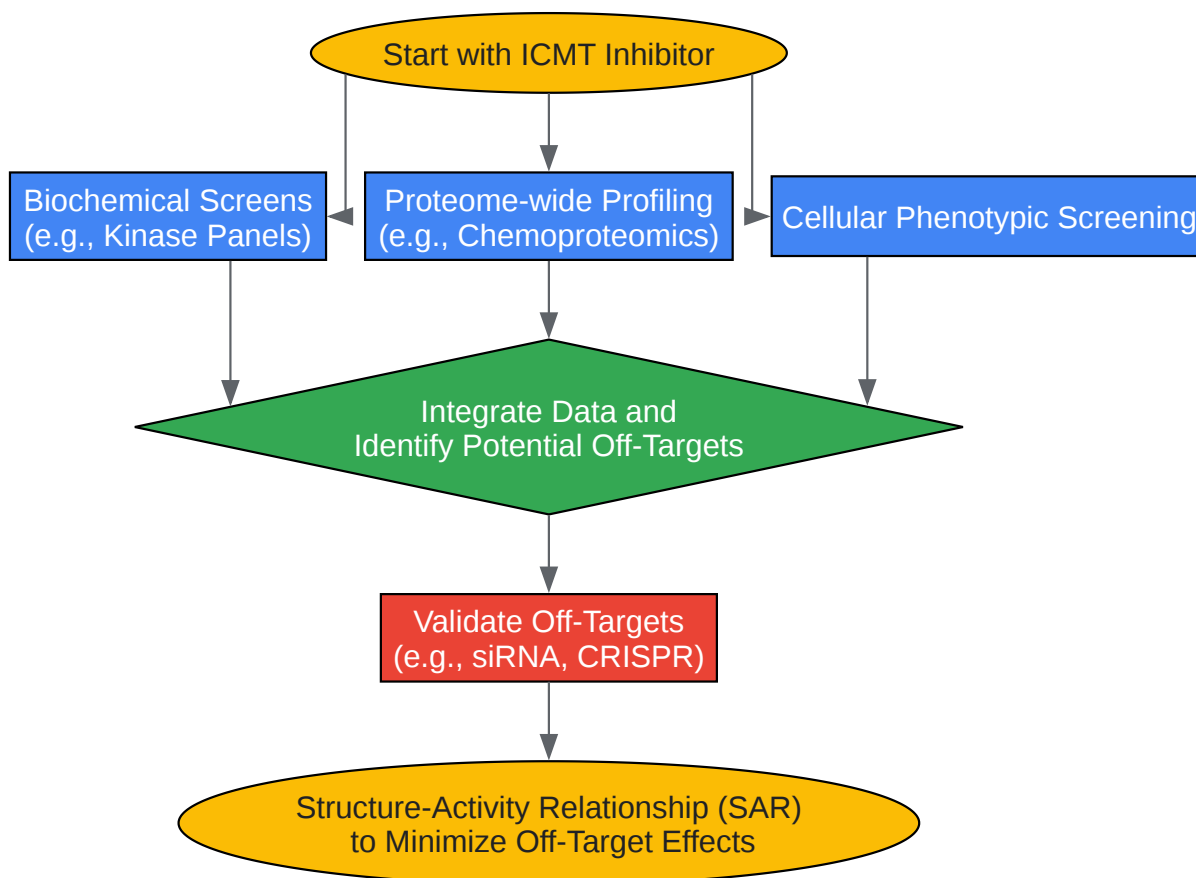 Start with ICMT Inhibitor
Biochemical Screens
(e.g., Kinase Panels)
Proteome-wide Profiling
(e.g., Chemoproteomics)
Cellular Phenotypic Screening
Integrate Data and
Identify Potential Off-Targets
Validate Off-Targets
(e.g., siRNA, CRISPR)
Structure-Activity Relationship (SAR)
to Minimize Off-Target Effects